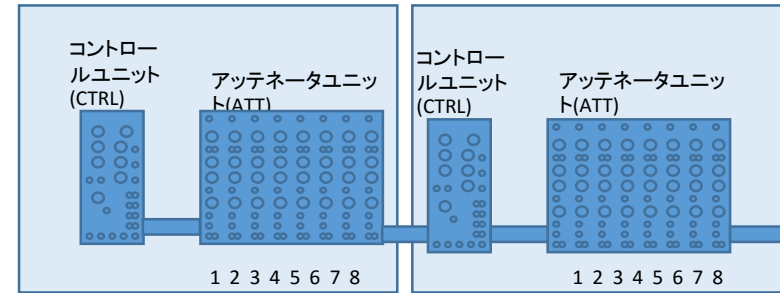 コントロー
ルユニット
(CTRL)
アッテネータユニッ
ト(ATT)
1 2 3 4 5 6 7 8
コントロー
ルユニット
(CTRL)
アッテネータユニッ
ト(ATT)
1 2 3 4 5 6 7 8